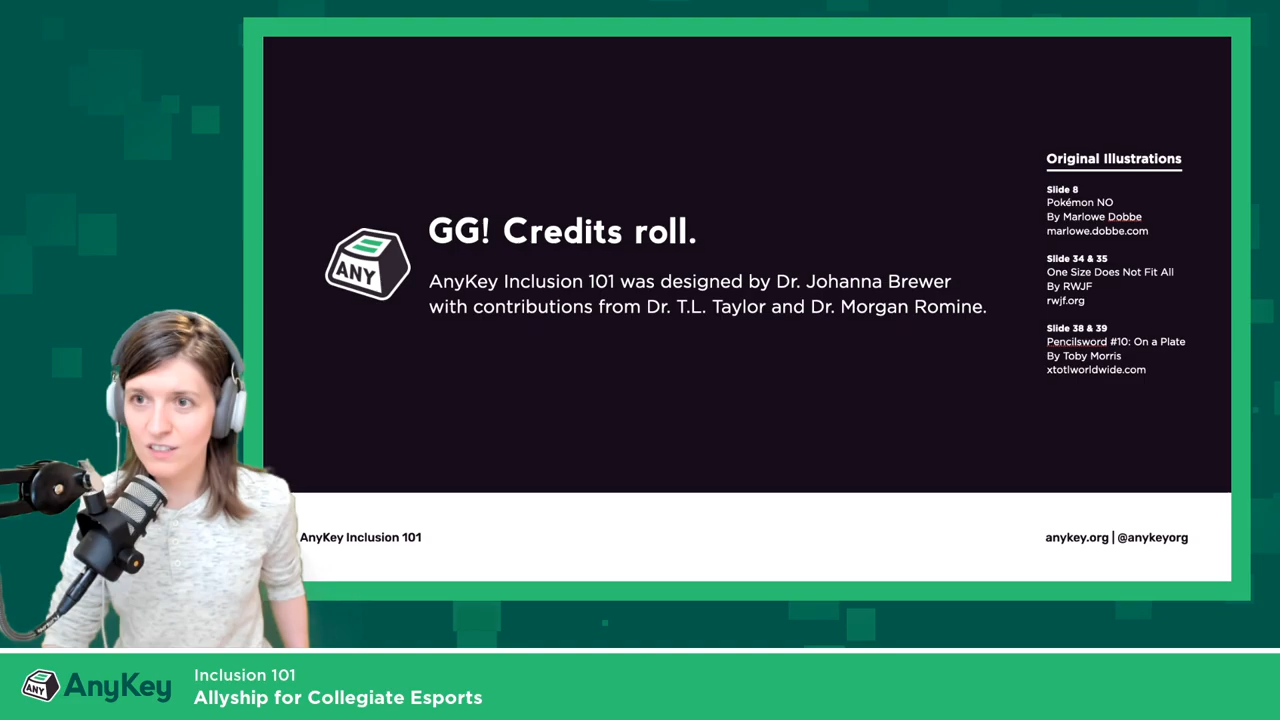 Original Illustrations
Slide 8
Pokémon NO
By Marlowe Dobbe
marlowe.dobbe.com
Slide 34 & 35
One Size Does Not Fit All
By RWJF
rwjf.org
Slide 38 & 39
Pencilsword #10: On a Plate
By Toby Morris
xtotlworldwide.com
GG! Credits roll.
ANY
AnyKey Inclusion 101 was designed by Dr. Johanna Brewer
with contributions from Dr. T.L. Taylor and Dr. Morgan Romine.
AnyKey Inclusion 101
anykey.org | @anykeyorg
ANY AnyKey
Inclusion 101
Allyship for Collegiate Esports